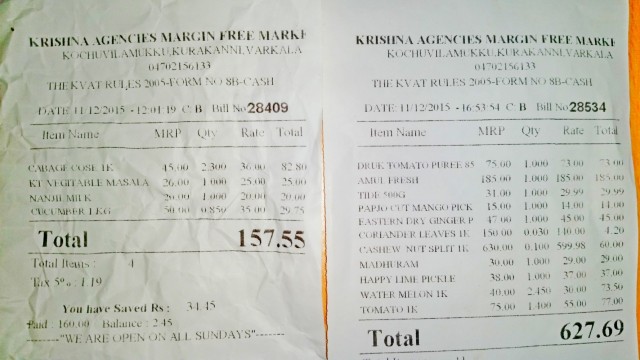 KRISHNA AGENCIES MARGIN FREE MARKE
KOCHUVILAMUKKU,KURAKANNI,VARKALA
04702156133
THE KVAT RULES 2005-FORM NO 8B-CASH
DATE:11/12/2015 - 12:01:19 C: B Bill No 28409
Item Name MRP Qty Rate Total
CABAGE COSE 1K 45.00 2.300 36.00 82.80
KT VEGITABLE MASALA 26.00 1.000 25.00 25.00
NANJIL MILK 20.00 1.000 20.00 20.00
CUCUMBER 1 KG 50.00 0.850 35.00 29.75
Total 157.55
Total Items : 4
Tax 5% : 1.19
You have Saved Rs : 34.45
Paid : 160.00 Balance : 2.45
-------"WE ARE OPEN ON ALL SUNDAYS"-------
KRISHNA AGENCIES MARGIN FREE MARKE
KOCHUVILAMUKKU,KURAKANNI,VARKALA
04702156133
THE KVAT RULES 2005-FORM NO 8B-CASH
DATE: 11/12/2015 - 16:53:54 C: B Bill No 28534
Item Name MRP Qty Rate Total
DRUK TOMATO PUREE 85 75.00 1.000 73.00 73.00
AMUL FRESH 185.00 1.000 185.00 185.00
TIDE 500G 31.00 1.000 29.99 29.99
PAPJO CUT MANGO PICK 15.00 1.000 14.00 14.00
EASTERN DRY GINGER P 47.00 1.000 45.00 45.00
CORIANDER LEAVES 1K 150.00 0.030 140.00 4.20
CASHEW NUT SPLIT 1K 630.00 0.100 599.98 60.00
MADHURAM 30.00 1.000 29.00 29.00
HAPPY LIME PICKLE 38.00 1.000 37.00 37.00
WATER MELON 1K 40.00 2.450 30.00 73.50
TOMATO 1K 75.00 1.400 55.00 77.00
Total 627.69